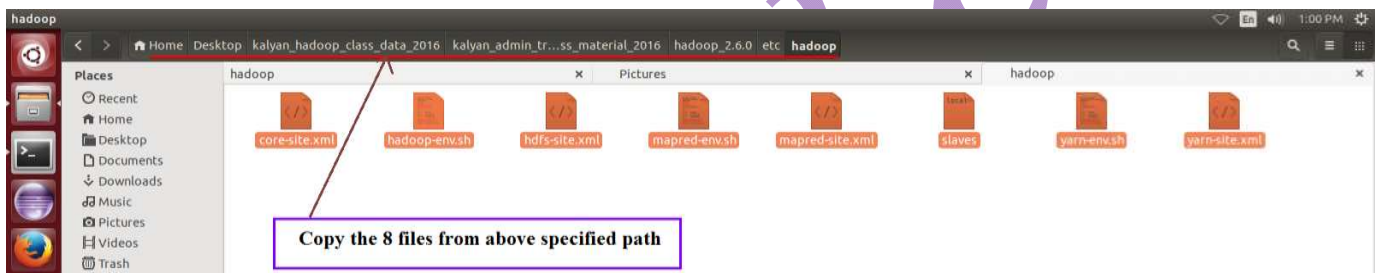 hadoop
En
1:00 PM
Home Desktop kalyan_hadoop_class_data_2016 kalyan_admin_tr...ss_material_2016 hadoop_2.6.0 etc hadoop
Places
hadoop
Pictures
hadoop
Recent
Home
Desktop
Documents
Downloads
Music
Pictures
Videos
Trash
core-site.xml
hadoop-env.sh
hdfs-site.xml
mapred-env.sh
mapred-site.xml
slaves
yarn-env.sh
yarn-site.xml
Copy the 8 files from above specified path